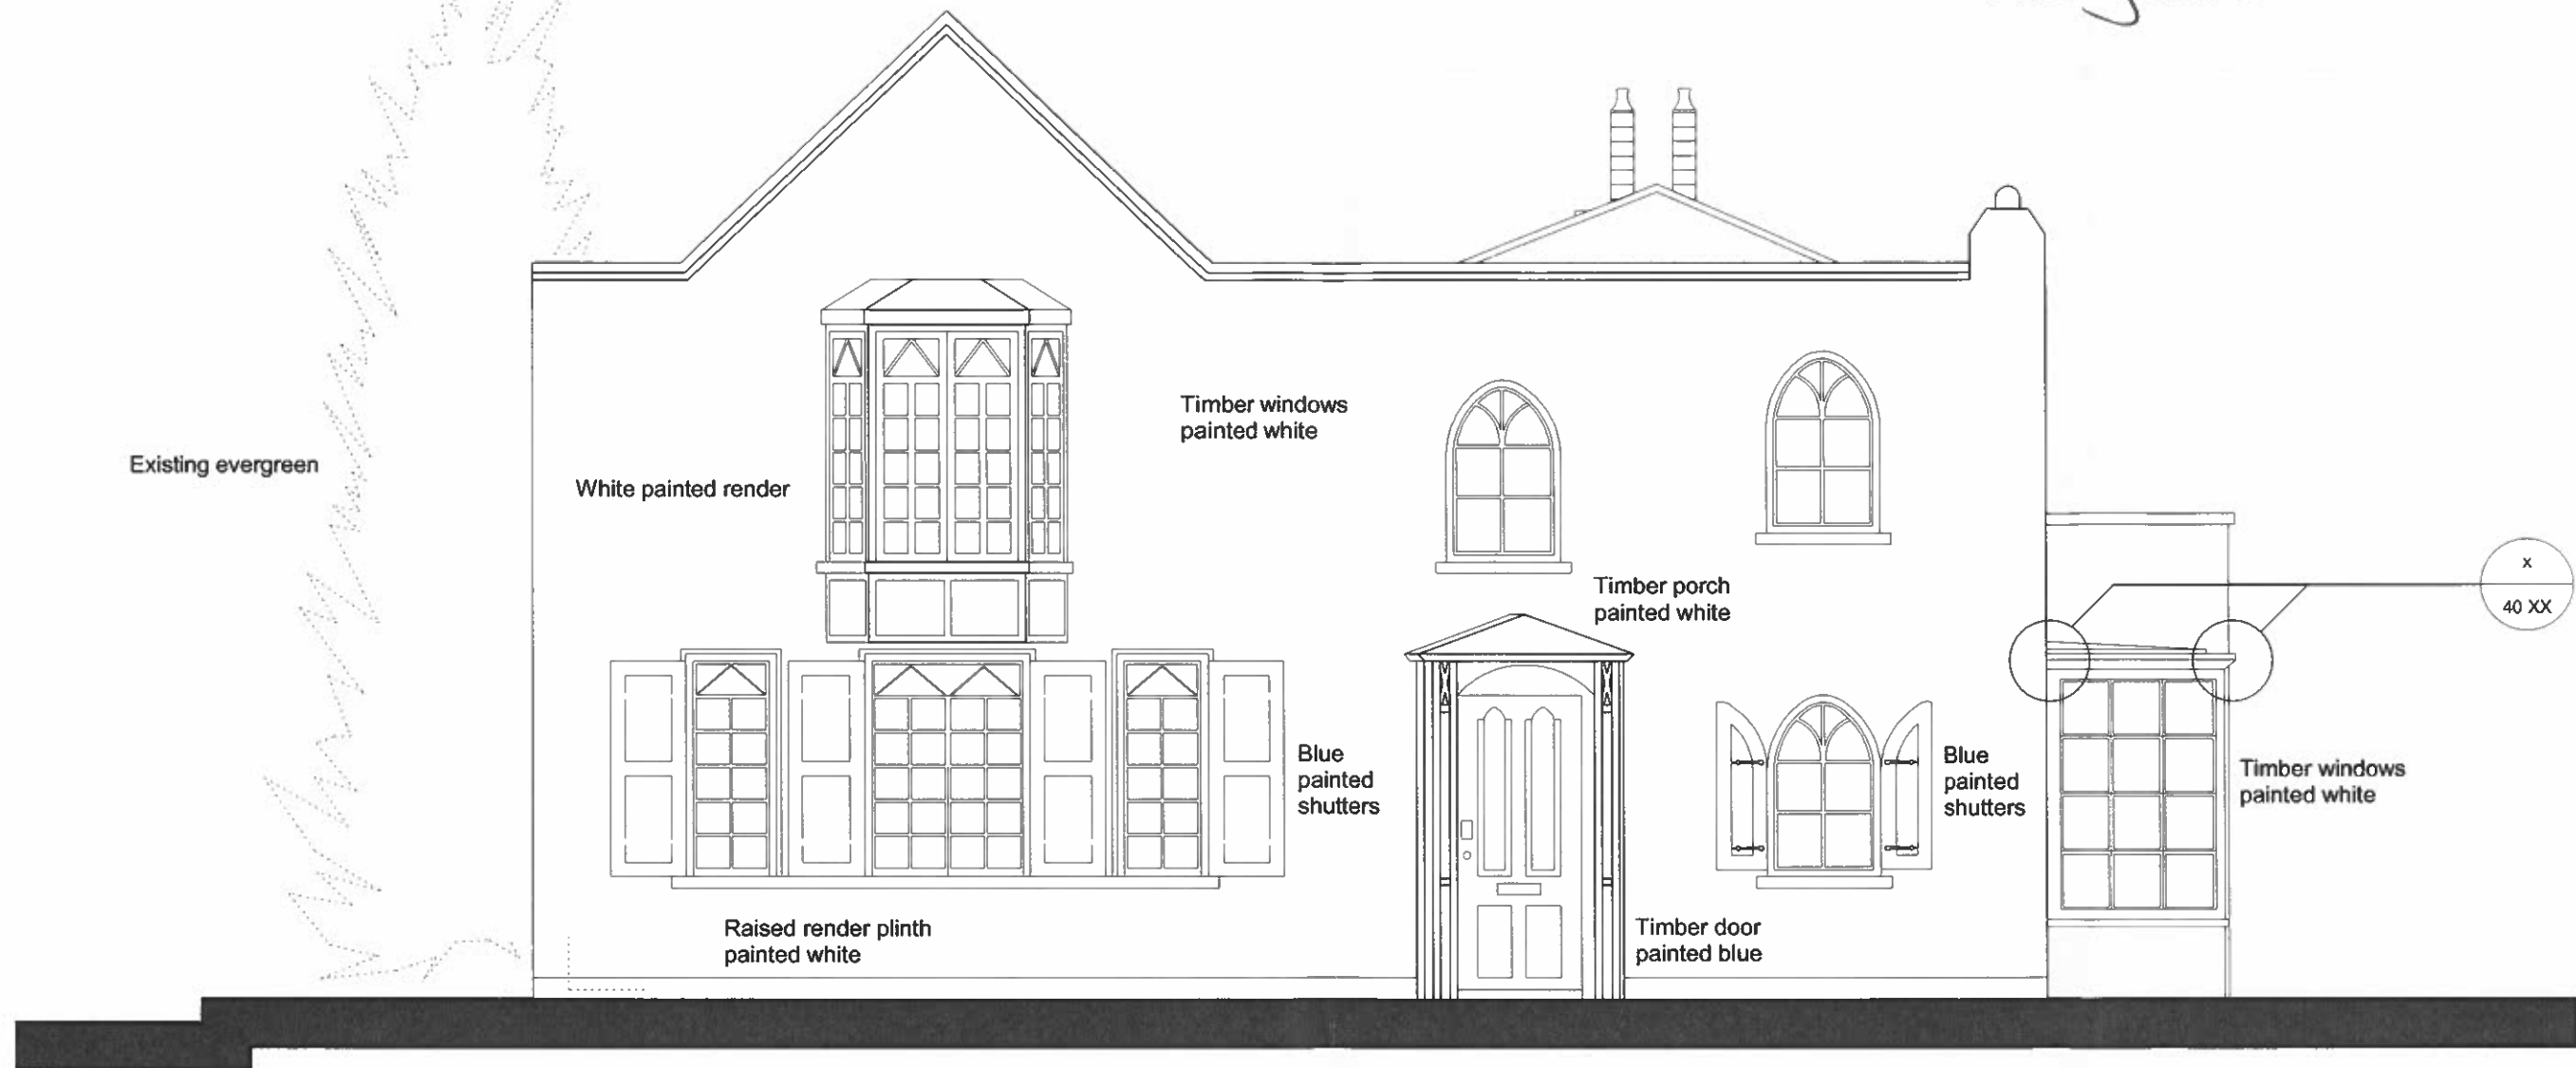 Timber windows
painted white
Existing evergreen
White painted render
x
40 XX
Timber porch
painted white
Blue
painted
shutters
Blue
painted
shutters
Timber windows
painted white
Raised render plinth
painted white
Timber door
painted blue